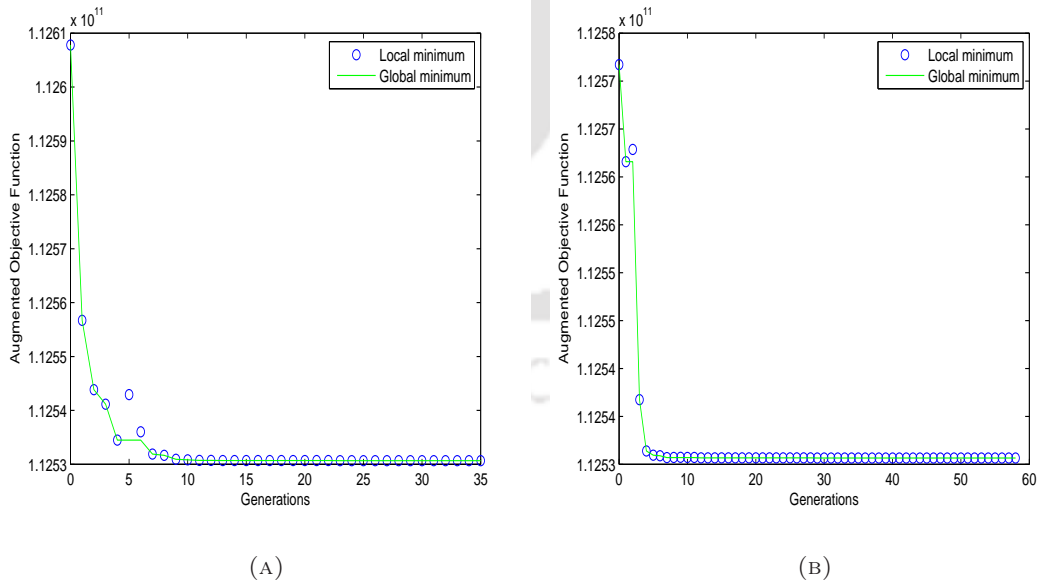 x 10^11
1.1261
1.126
1.1259
1.1258
1.1257
1.1256
1.1255
1.1254
1.1253
0 5 10 15 20 25 30 35
Augmented Objective Function
Generations
Local minimum
Global minimum
(A)
x 10^11
1.1258
1.1257
1.1257
1.1256
1.1256
1.1255
1.1255
1.1254
1.1254
1.1253
0 10 20 30 40 50 60
Augmented Objective Function
Generations
Local minimum
Global minimum
(B)